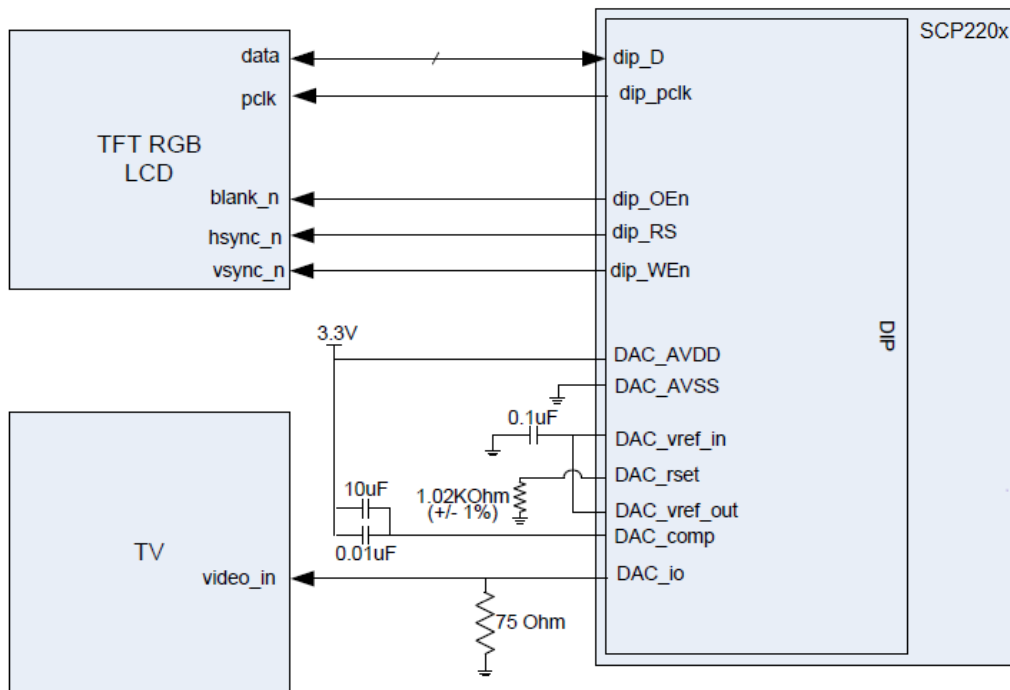 SCP220x
data
dip_D
pclk
dip_pclk
TFT RGB
LCD
blank_n
dip_OEn
hsync_n
dip_RS
vsync_n
dip_WEn
DIP
3.3V
DAC_AVDD
DAC_AVSS
0.1uF
DAC_vref_in
DAC_rset
10uF
1.02KOhm
(+/- 1%)
DAC_vref_out
DAC_comp
0.01uF
TV
video_in
DAC_io
75 Ohm